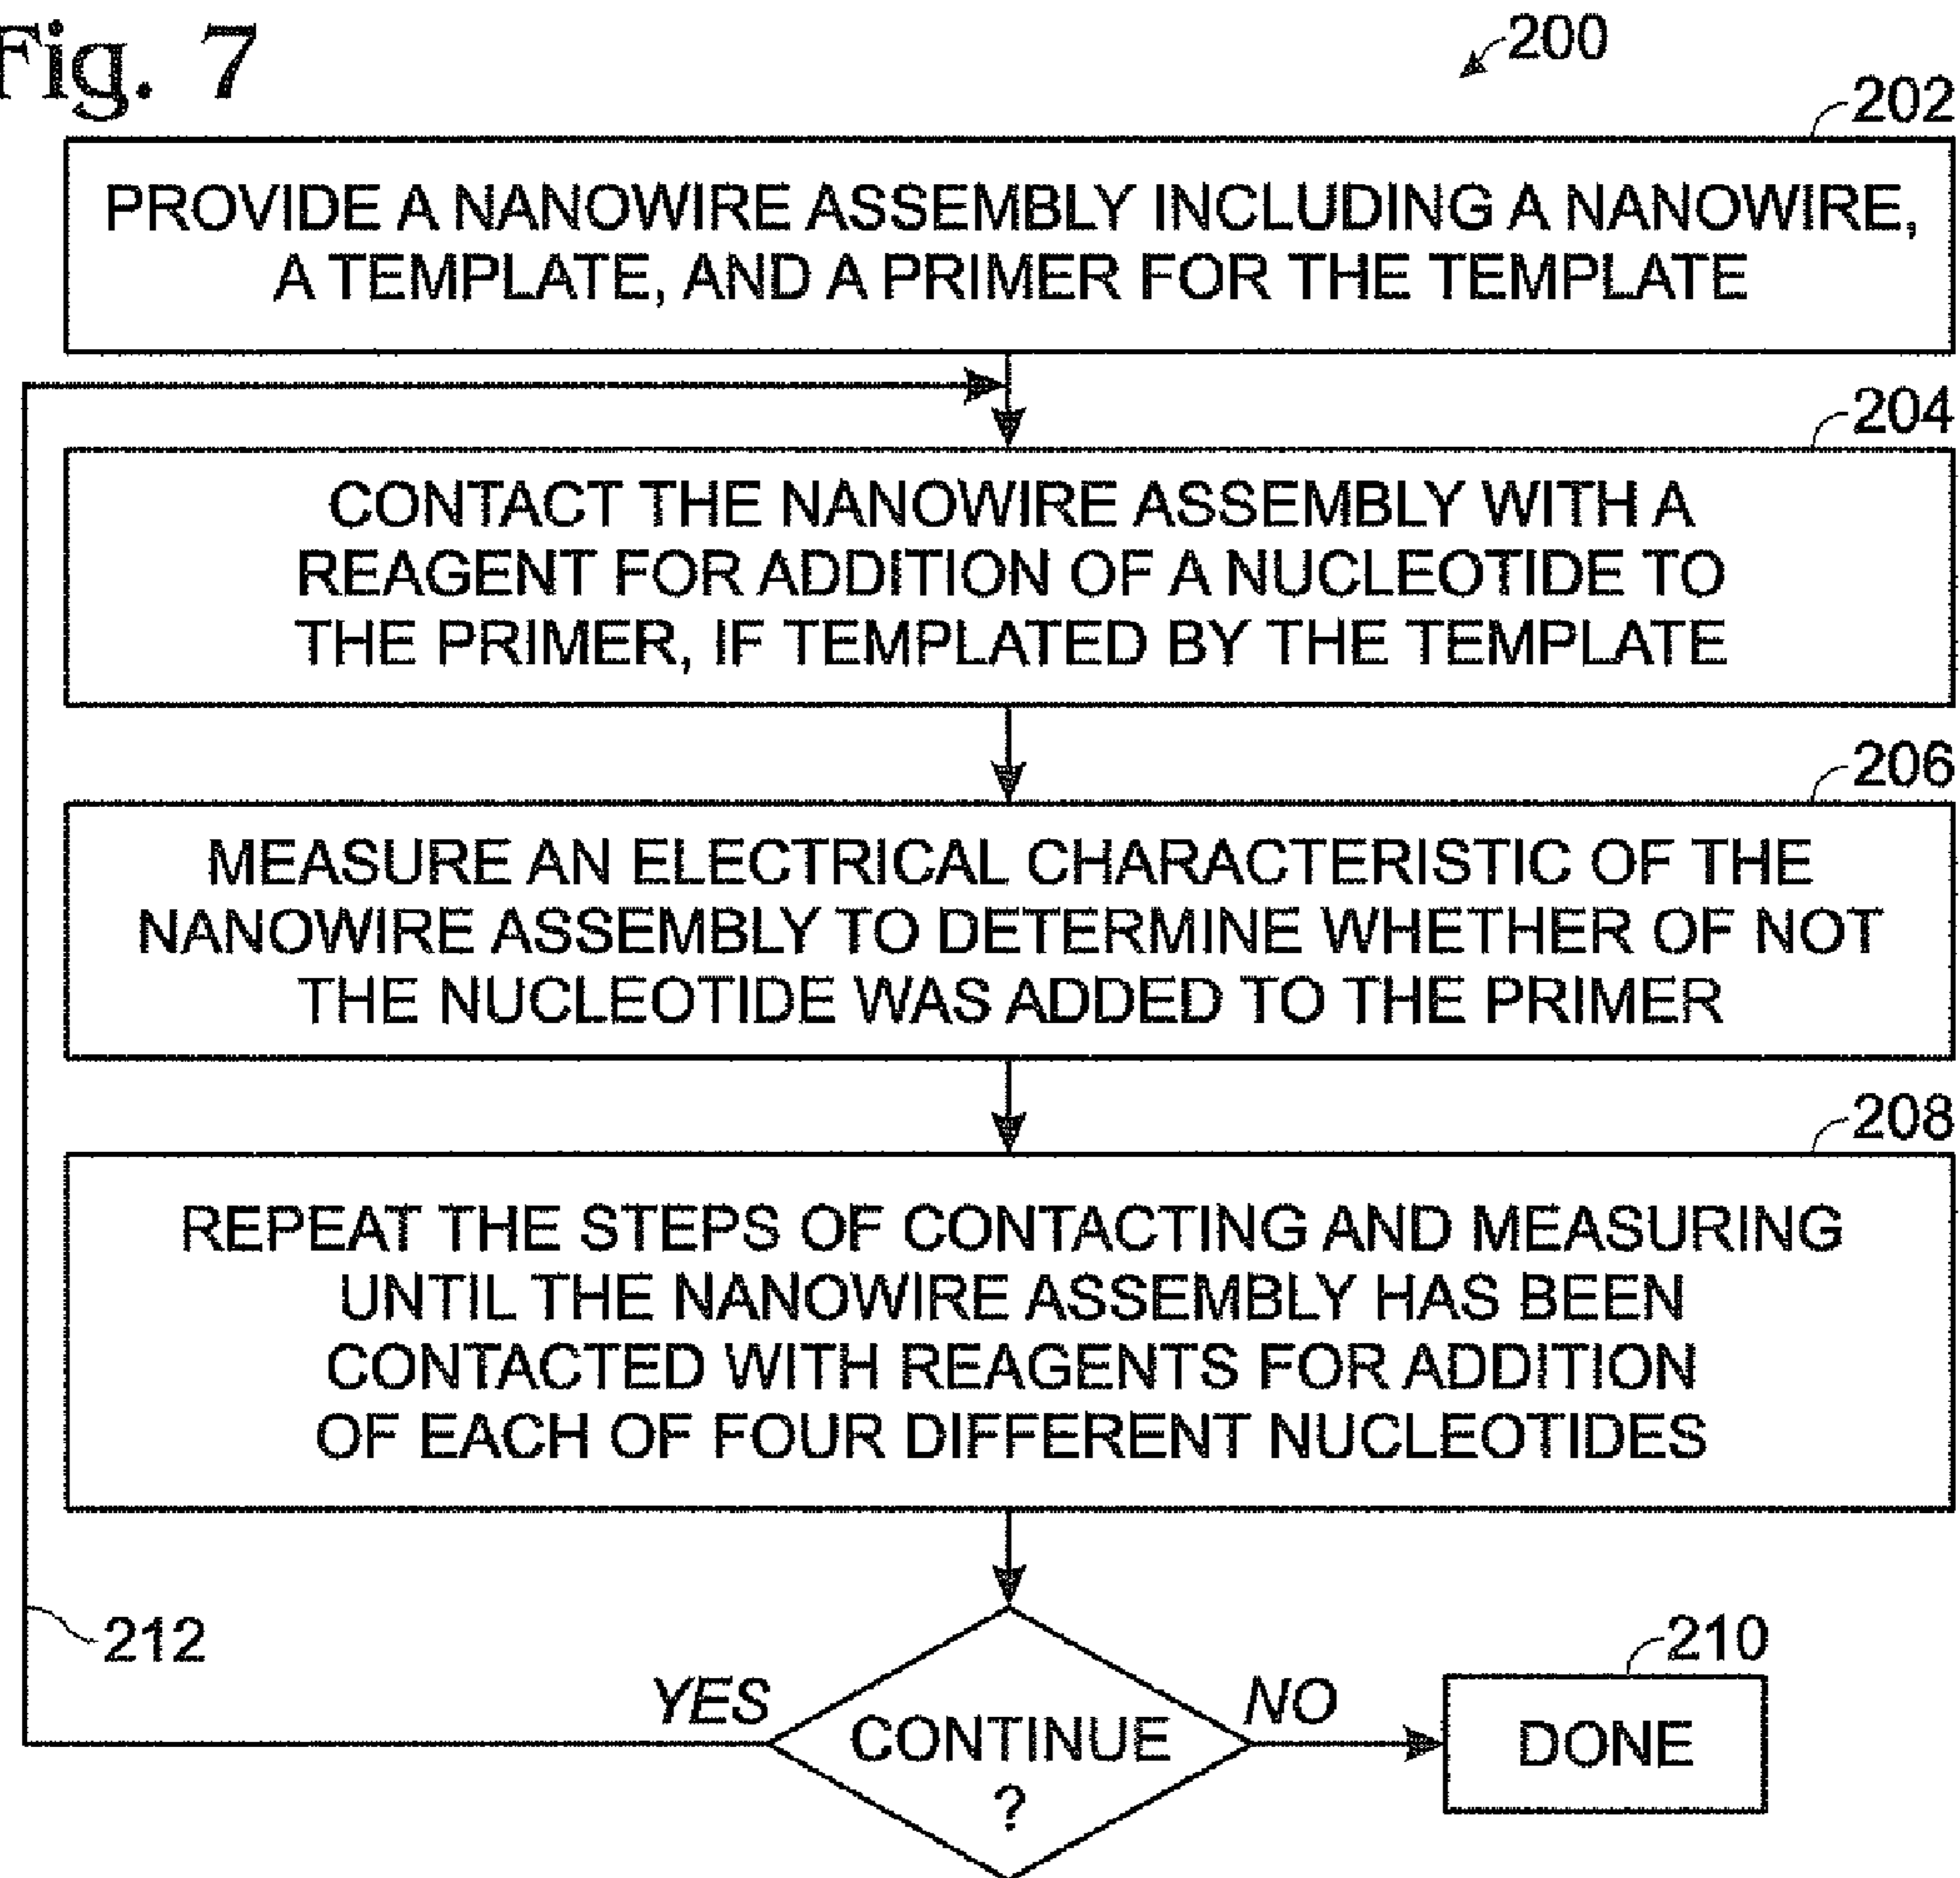 Fig. 7
200
202
PROVIDE A NANOWIRE ASSEMBLY INCLUDING A NANOWIRE,
A TEMPLATE, AND A PRIMER FOR THE TEMPLATE
204
CONTACT THE NANOWIRE ASSEMBLY WITH A
REAGENT FOR ADDITION OF A NUCLEOTIDE TO
THE PRIMER, IF TEMPLATED BY THE TEMPLATE
206
MEASURE AN ELECTRICAL CHARACTERISTIC OF THE
NANOWIRE ASSEMBLY TO DETERMINE WHETHER OF NOT
THE NUCLEOTIDE WAS ADDED TO THE PRIMER
208
REPEAT THE STEPS OF CONTACTING AND MEASURING
UNTIL THE NANOWIRE ASSEMBLY HAS BEEN
CONTACTED WITH REAGENTS FOR ADDITION
OF EACH OF FOUR DIFFERENT NUCLEOTIDES
212
210
YES
CONTINUE
?
NO
DONE